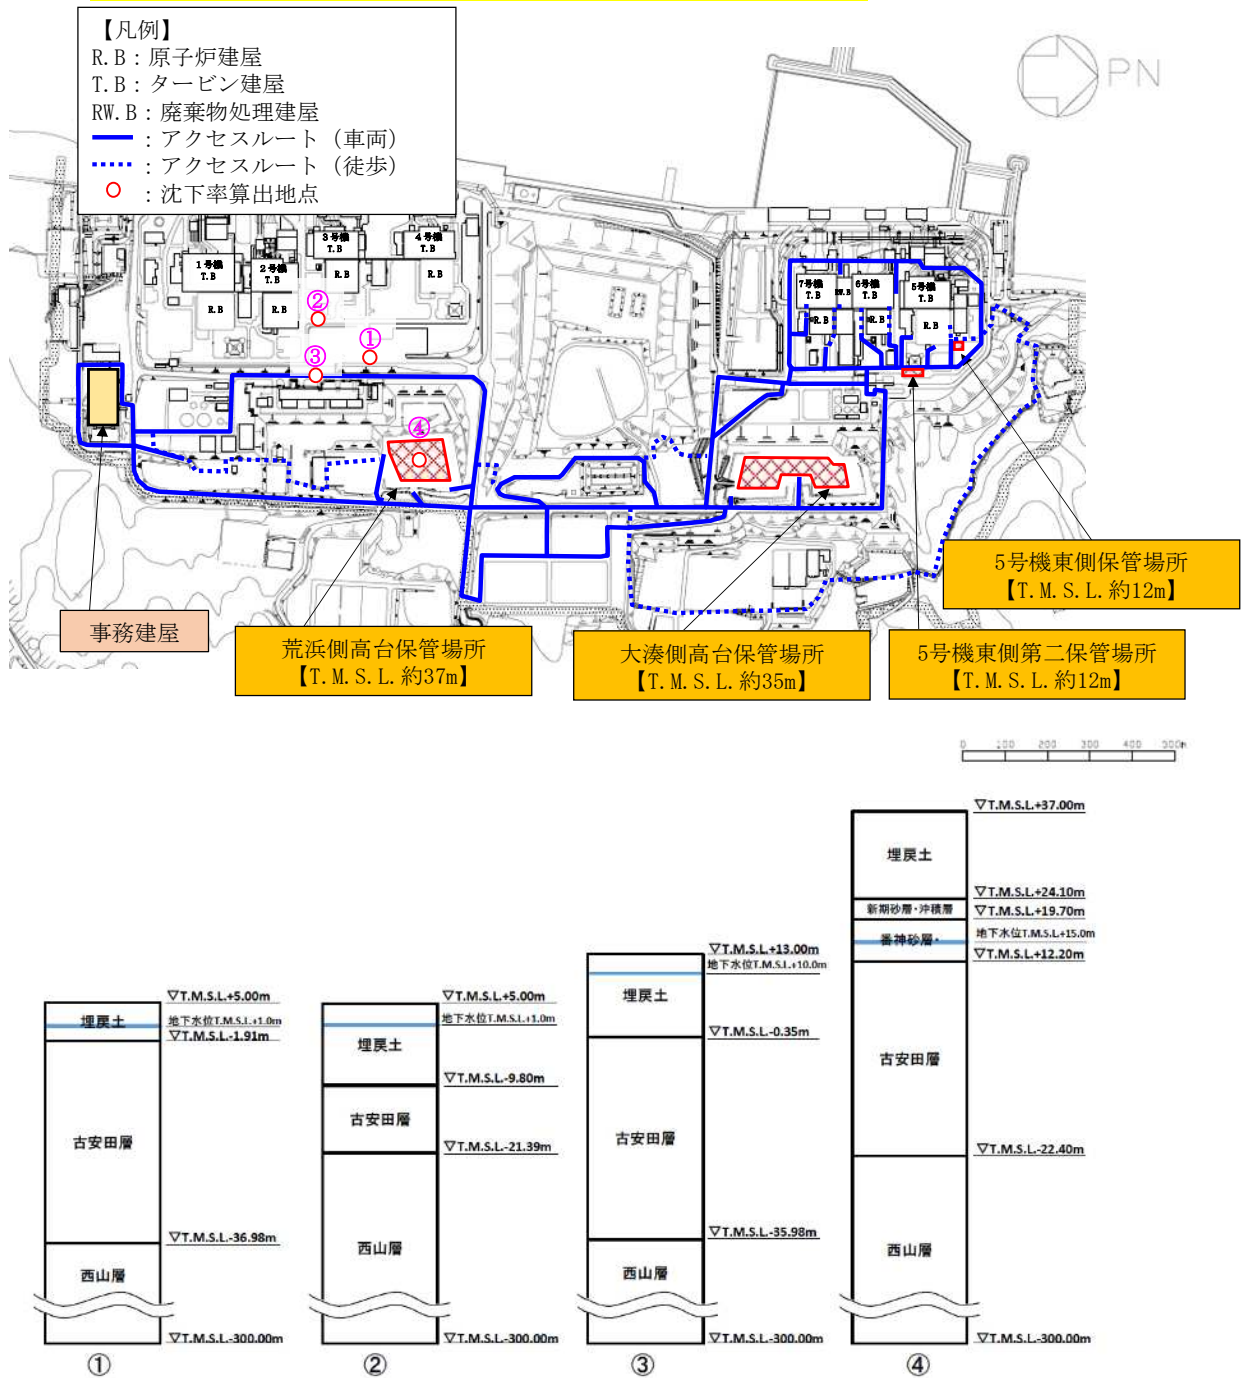 【凡例】
R.B：原子炉建屋
T.B：タービン建屋
RW.B：廃棄物処理建屋
：アクセスルート（車両）
：アクセスルート（徒歩）
：沈下率算出地点
PN
1号機
T.B
2号機
T.B
3号機
T.B
4号機
T.B
R.B
R.B
R.B
R.B
7号機
T.B
RW.B
6号機
T.B
5号機
T.B
R.B
R.B
R.B
②
①
③
④
事務建屋
荒浜側高台保管場所
【T.M.S.L.約37m】
大湊側高台保管場所
【T.M.S.L.約35m】
5号機東側保管場所
【T.M.S.L.約12m】
5号機東側第二保管場所
【T.M.S.L.約12m】
0 100 200 300 400 500m
▽T.M.S.L.+5.00m
埋戻土
地下水位T.M.S.L.+1.0m
▽T.M.S.L.-1.91m
古安田層
▽T.M.S.L.-36.98m
西山層
▽T.M.S.L.-300.00m
①
▽T.M.S.L.+5.00m
地下水位T.M.S.L.+1.0m
埋戻土
▽T.M.S.L.-9.80m
古安田層
▽T.M.S.L.-21.39m
西山層
▽T.M.S.L.-300.00m
②
▽T.M.S.L.+13.00m
地下水位T.M.S.L.+10.0m
埋戻土
▽T.M.S.L.-0.35m
古安田層
▽T.M.S.L.-35.98m
西山層
▽T.M.S.L.-300.00m
③
▽T.M.S.L.+37.00m
埋戻土
▽T.M.S.L.+24.10m
新期砂層・沖積層
▽T.M.S.L.+19.70m
番神砂層・
地下水位T.M.S.L.+15.0m
▽T.M.S.L.+12.20m
古安田層
▽T.M.S.L.-22.40m
西山層
▽T.M.S.L.-300.00m
④